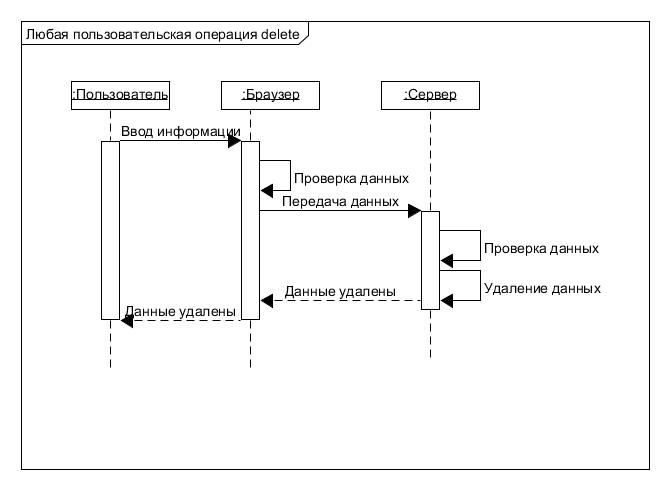 Любая пользовательская операция delete
:Пользователь
:Браузер
:Сервер
Ввод информации
Проверка данных
Передача данных
Проверка данных
Удаление данных
Данные удалены
Данные удалены